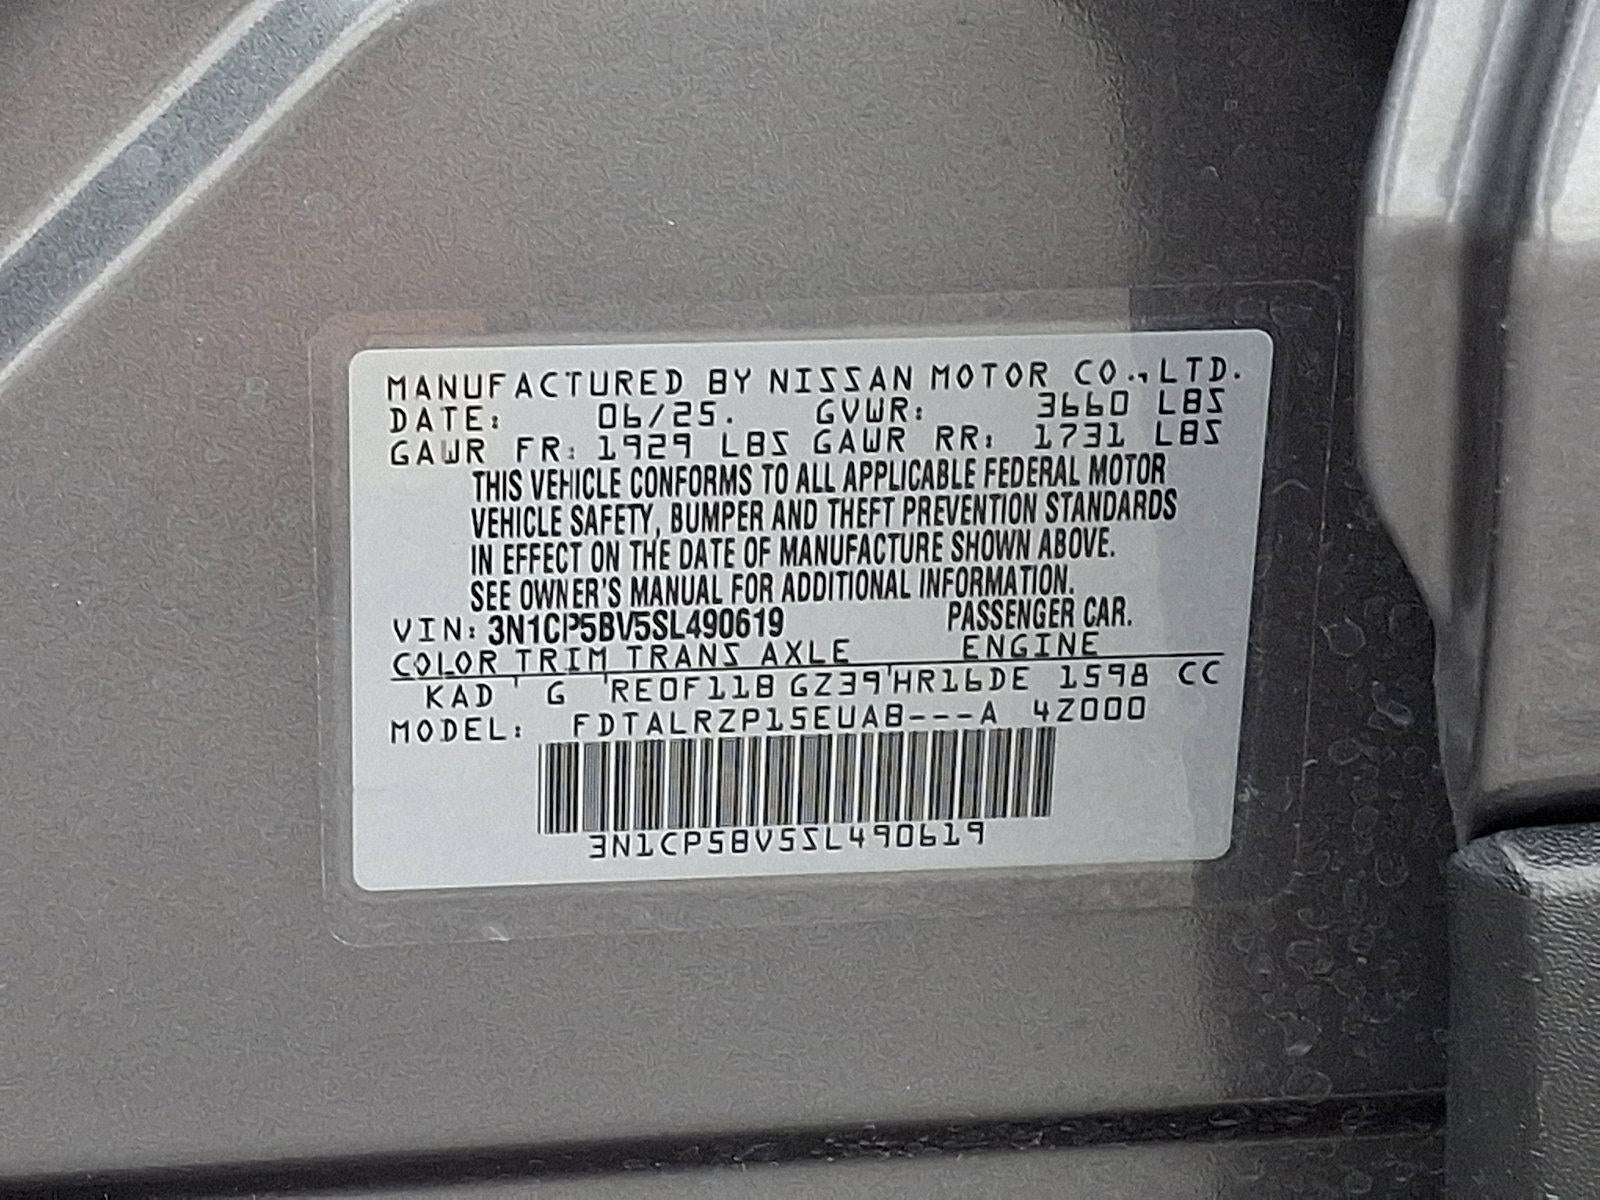 MANUFACTURED BY NISSAN MOTOR CO.,LTD.
DATE: 06/25. GVWR: 3660 LBS
GAWR FR: 1929 LBS GAWR RR: 1731 LBS
THIS VEHICLE CONFORMS TO ALL APPLICABLE FEDERAL MOTOR
VEHICLE SAFETY, BUMPER AND THEFT PREVENTION STANDARDS
IN EFFECT ON THE DATE OF MANUFACTURE SHOWN ABOVE.
SEE OWNER'S MANUAL FOR ADDITIONAL INFORMATION.
VIN: 3N1CP5BV5SL490619 PASSENGER CAR.
COLOR TRIM TRANS AXLE ENGINE
KAD G RE0F11B GZ39 HR16DE 1598 CC
MODEL: FDTALRZP15EUAB---A 4Z000
3N1CP5BV5SL490619